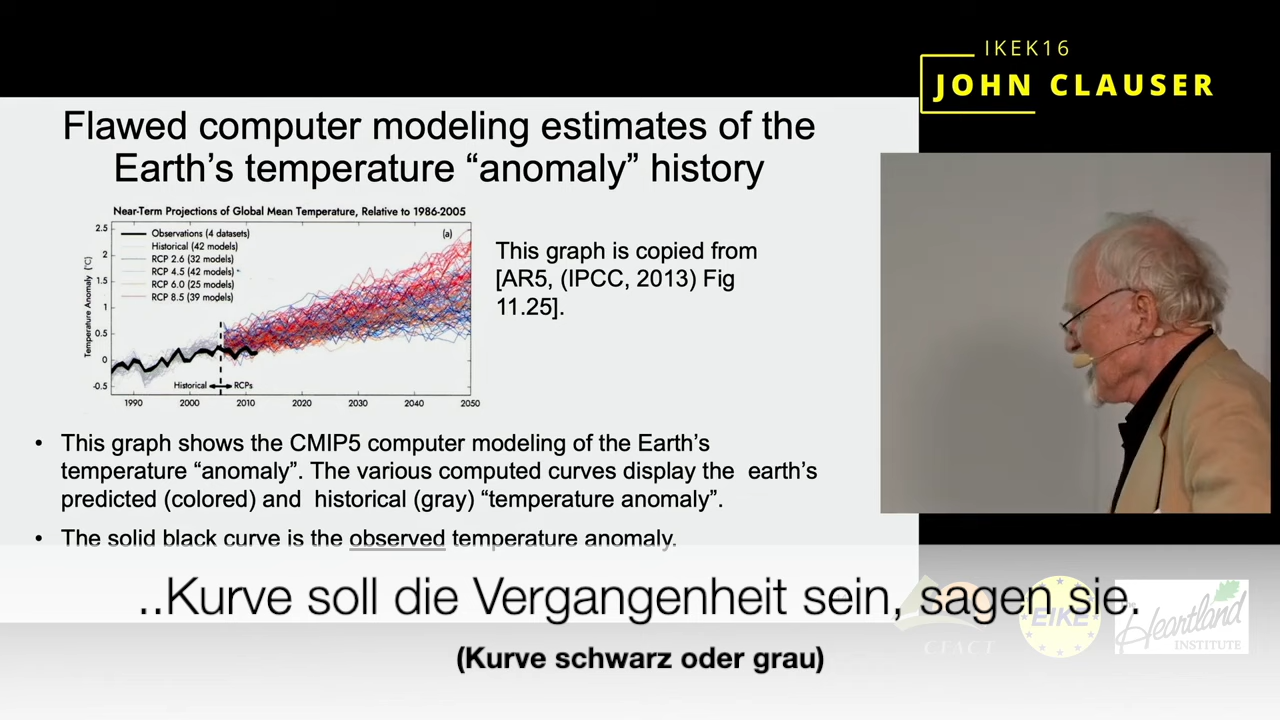 IKEK16
JOHN CLAUSER
Flawed computer modeling estimates of the
Earth’s temperature “anomaly” history
Near-Term Projections of Global Mean Temperature, Relative to 1986-2005
Temperature Anomaly (°C)
2.5
2
1.5
1
0.5
0
-0.5
(a)
Observations (4 datasets)
Historical (42 models)
RCP 2.6 (32 models)
RCP 4.5 (42 models)
RCP 6.0 (25 models)
RCP 8.5 (39 models)
Historical
RCPs
1990 2000 2010 2020 2030 2040 2050
This graph is copied from
[AR5, (IPCC, 2013) Fig
11.25].
• This graph shows the CMIP5 computer modeling of the Earth’s
temperature “anomaly”. The various computed curves display the earth’s
predicted (colored) and historical (gray) “temperature anomaly”.
• The solid black curve is the observed temperature anomaly.
..Kurve soll die Vergangenheit sein, sagen sie.
(Kurve schwarz oder grau)
CFACT
EIKE
Heartland
INSTITUTE